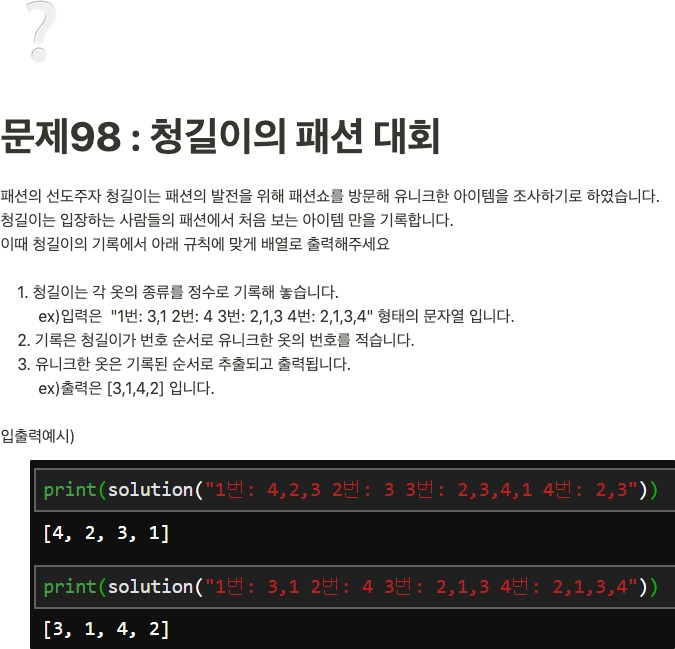 ?
문제98 : 청길이의 패션 대회
패션의 선도주자 청길이는 패션의 발전을 위해 패션쇼를 방문해 유니크한 아이템을 조사하기로 하였습니다.
청길이는 입장하는 사람들의 패션에서 처음 보는 아이템 만을 기록합니다.
이때 청길이의 기록에서 아래 규칙에 맞게 배열로 출력해주세요
1. 청길이는 각 옷의 종류를 정수로 기록해 놓습니다.
ex)입력은 "1번: 3,1 2번: 4 3번: 2,1,3 4번: 2,1,3,4" 형태의 문자열 입니다.
2. 기록은 청길이가 번호 순서로 유니크한 옷의 번호를 적습니다.
3. 유니크한 옷은 기록된 순서로 추출되고 출력됩니다.
ex)출력은 [3,1,4,2] 입니다.
입출력예시)
print(solution("1번: 4,2,3 2번: 3 3번: 2,3,4,1 4번: 2,3"))
[4, 2, 3, 1]
print(solution("1번: 3,1 2번: 4 3번: 2,1,3 4번: 2,1,3,4"))
[3, 1, 4, 2]